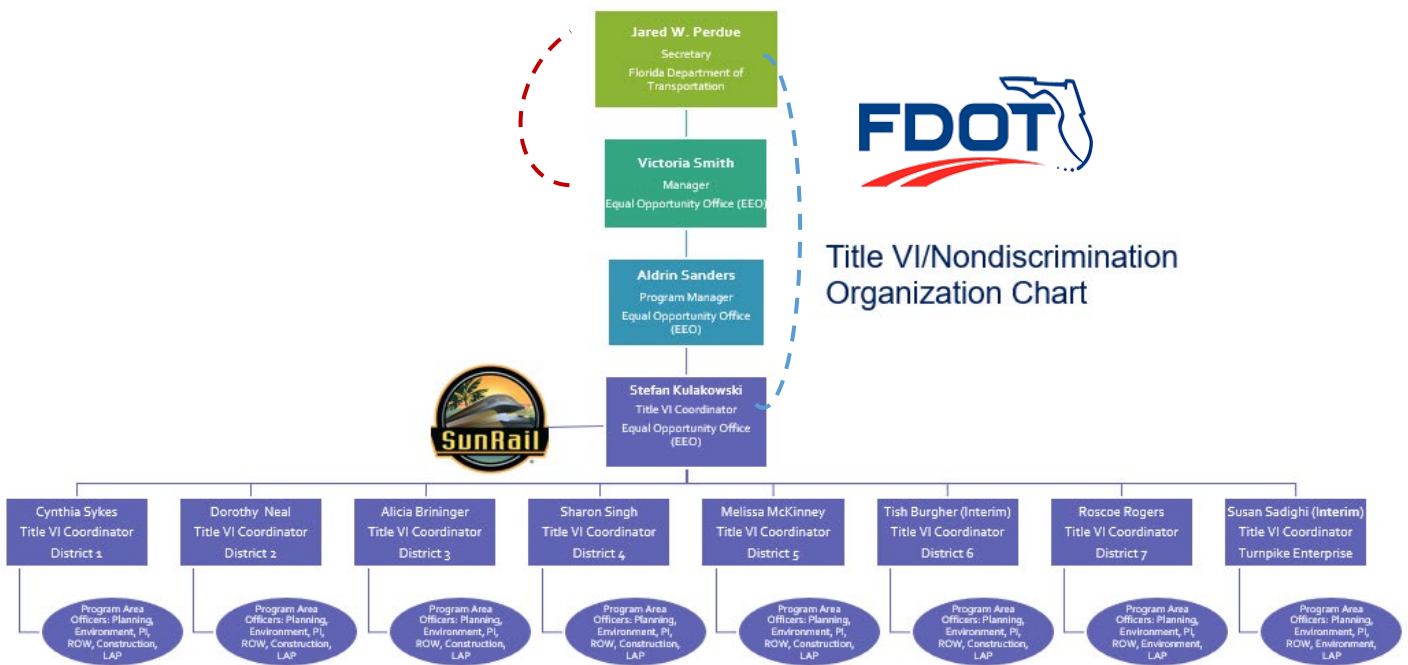 Jared W. Perdue
Secretary
Florida Department of
Transportation
FDOT
Victoria Smith
Manager
Equal Opportunity Office (EEO)
Title VI/Nondiscrimination
Organization Chart
Aldrin Sanders
Program Manager
Equal Opportunity Office
(EEO)
SunRail
Stefan Kulakowski
Title VI Coordinator
Equal Opportunity Office
(EEO)
Cynthia Sykes
Title VI Coordinator
District 1
Dorothy Neal
Title VI Coordinator
District 2
Alicia Brininger
Title VI Coordinator
District 3
Sharon Singh
Title VI Coordinator
District 4
Melissa McKinney
Title VI Coordinator
District 5
Tish Burgher (Interim)
Title VI Coordinator
District 6
Roscoe Rogers
Title VI Coordinator
District 7
Susan Sadighi (Interim)
Title VI Coordinator
Turnpike Enterprise
Program Area
Officers: Planning,
Environment, PI,
ROW, Construction,
LAP
Program Area
Officers: Planning,
Environment, PI,
ROW, Construction,
LAP
Program Area
Officers: Planning,
Environment, PI,
ROW, Construction,
LAP
Program Area
Officers: Planning,
Environment, PI,
ROW, Construction,
LAP
Program Area
Officers: Planning,
Environment, PI,
ROW, Construction,
LAP
Program Area
Officers: Planning,
Environment, PI,
ROW, Construction,
LAP
Program Area
Officers: Planning,
Environment, PI,
ROW, Construction,
LAP
Program Area
Officers: Planning,
Environment, PI,
ROW, Environment,
LAP